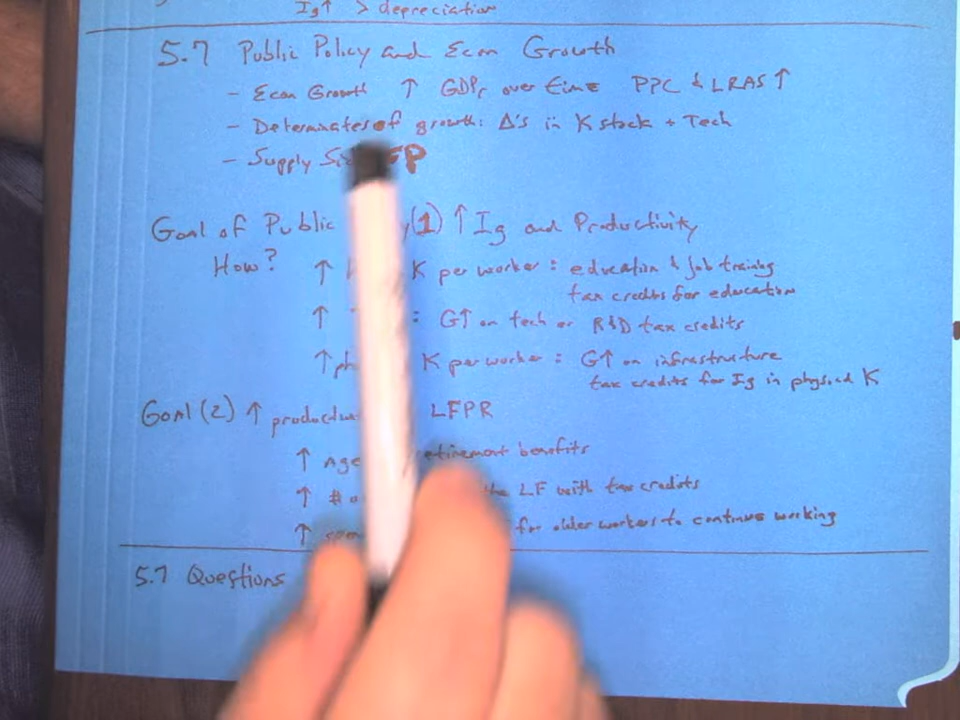 Ig↑ > depreciation
5.7 Public Policy and Econ Growth
- Econ Growth ↑ GDPr over time PPC & LRAS ↑
- Determinates of growth: Δ's in K stock + Tech
- Supply FP
Goal of Public (1) ↑ Ig and Productivity
How? ↑ K per worker: education & job training
tax credits for education
↑ : G↑ on tech or R&D tax credits
↑ K per worker: G↑ on infrastructure
tax credits for Ig in physical K
Goal (2) ↑ LFPR
↑ Age retirement benefits
↑ # LF with tax credits
↑ for older workers to continue working
5.7 Questions